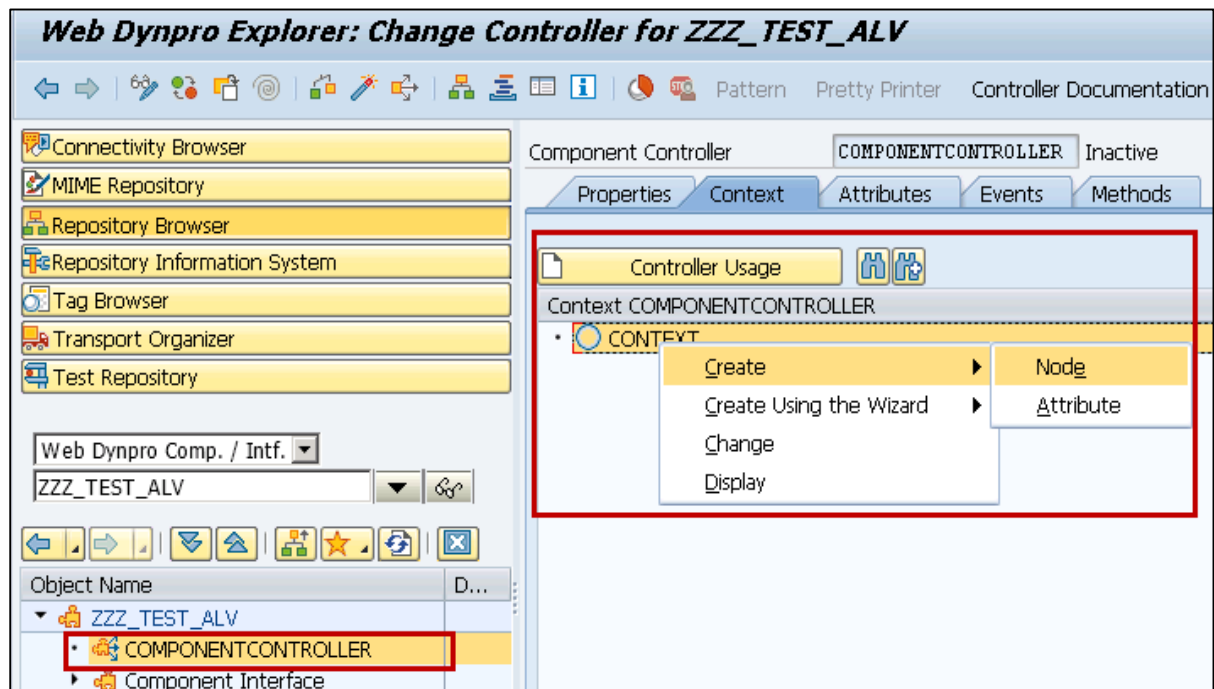 Web Dynpro Explorer: Change Controller for ZZZ_TEST_ALV
Pattern Pretty Printer Controller Documentation
Connectivity Browser
MIME Repository
Repository Browser
Repository Information System
Tag Browser
Transport Organizer
Test Repository
Web Dynpro Comp. / Intf.
ZZZ_TEST_ALV
Object Name D...
ZZZ_TEST_ALV
COMPONENTCONTROLLER
Component Interface
Component Controller COMPONENTCONTROLLER Inactive
Properties Context Attributes Events Methods
Controller Usage
Context COMPONENTCONTROLLER
CONTEXT
Create
Create Using the Wizard
Change
Display
Node
Attribute